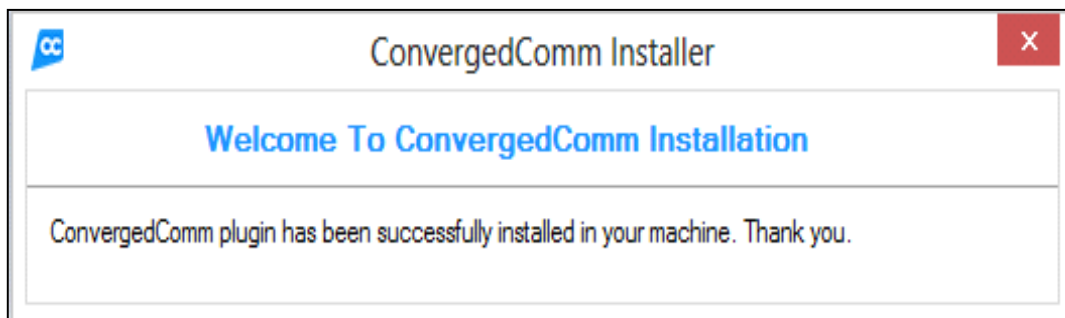 CC
ConvergedComm Installer
x
Welcome To ConvergedComm Installation
ConvergedComm plugin has been successfully installed in your machine. Thank you.